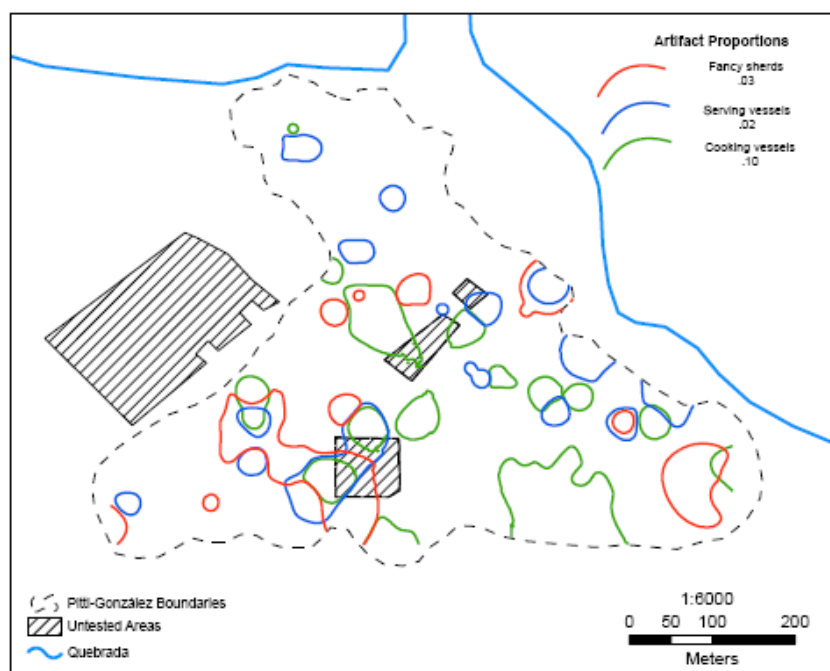 Artifact Proportions
Fancy sherds
.03
Serving vessels
.02
Cooking vessels
.10
Pitti-González Boundaries
Untested Areas
Quebrada
1:6000
0 50 100 200
Meters